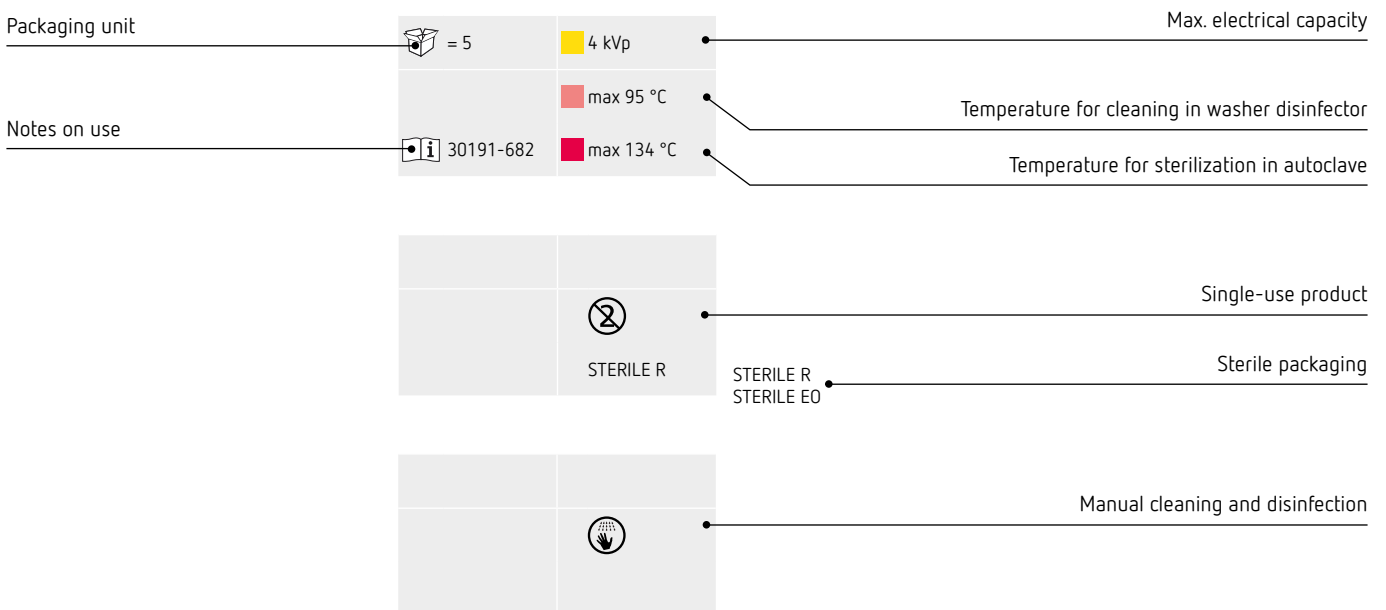 Packaging unit
= 5
4 kVp
Max. electrical capacity
max 95 °C
Temperature for cleaning in washer disinfector
Notes on use
i 30191-682
max 134 °C
Temperature for sterilization in autoclave
2
Single-use product
STERILE R
STERILE R
STERILE EO
Sterile packaging
Manual cleaning and disinfection